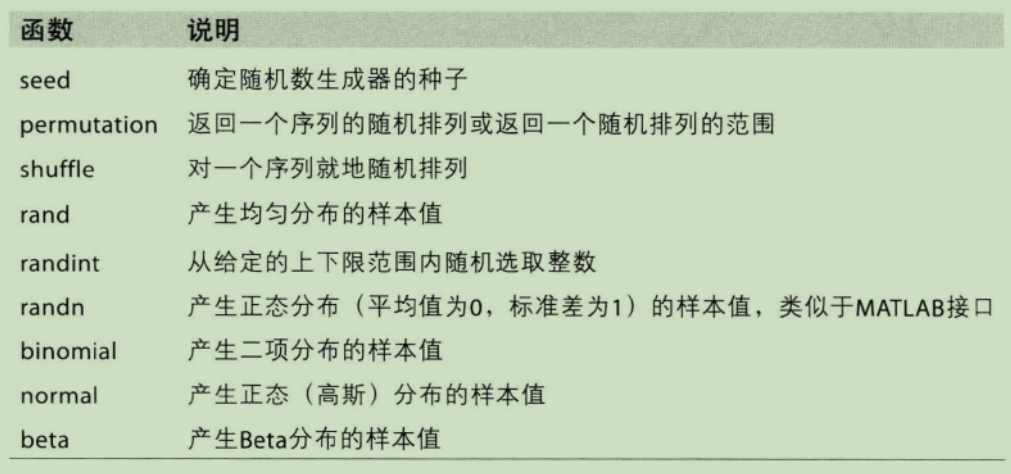 函数 说明
seed 确定随机数生成器的种子
permutation 返回一个序列的随机排列或返回一个随机排列的范围
shuffle 对一个序列就地随机排列
rand 产生均匀分布的样本值
randint 从给定的上下限范围内随机选取整数
randn 产生正态分布（平均值为0，标准差为1）的样本值，类似于MATLAB接口
binomial 产生二项分布的样本值
normal 产生正态（高斯）分布的样本值
beta 产生Beta分布的样本值